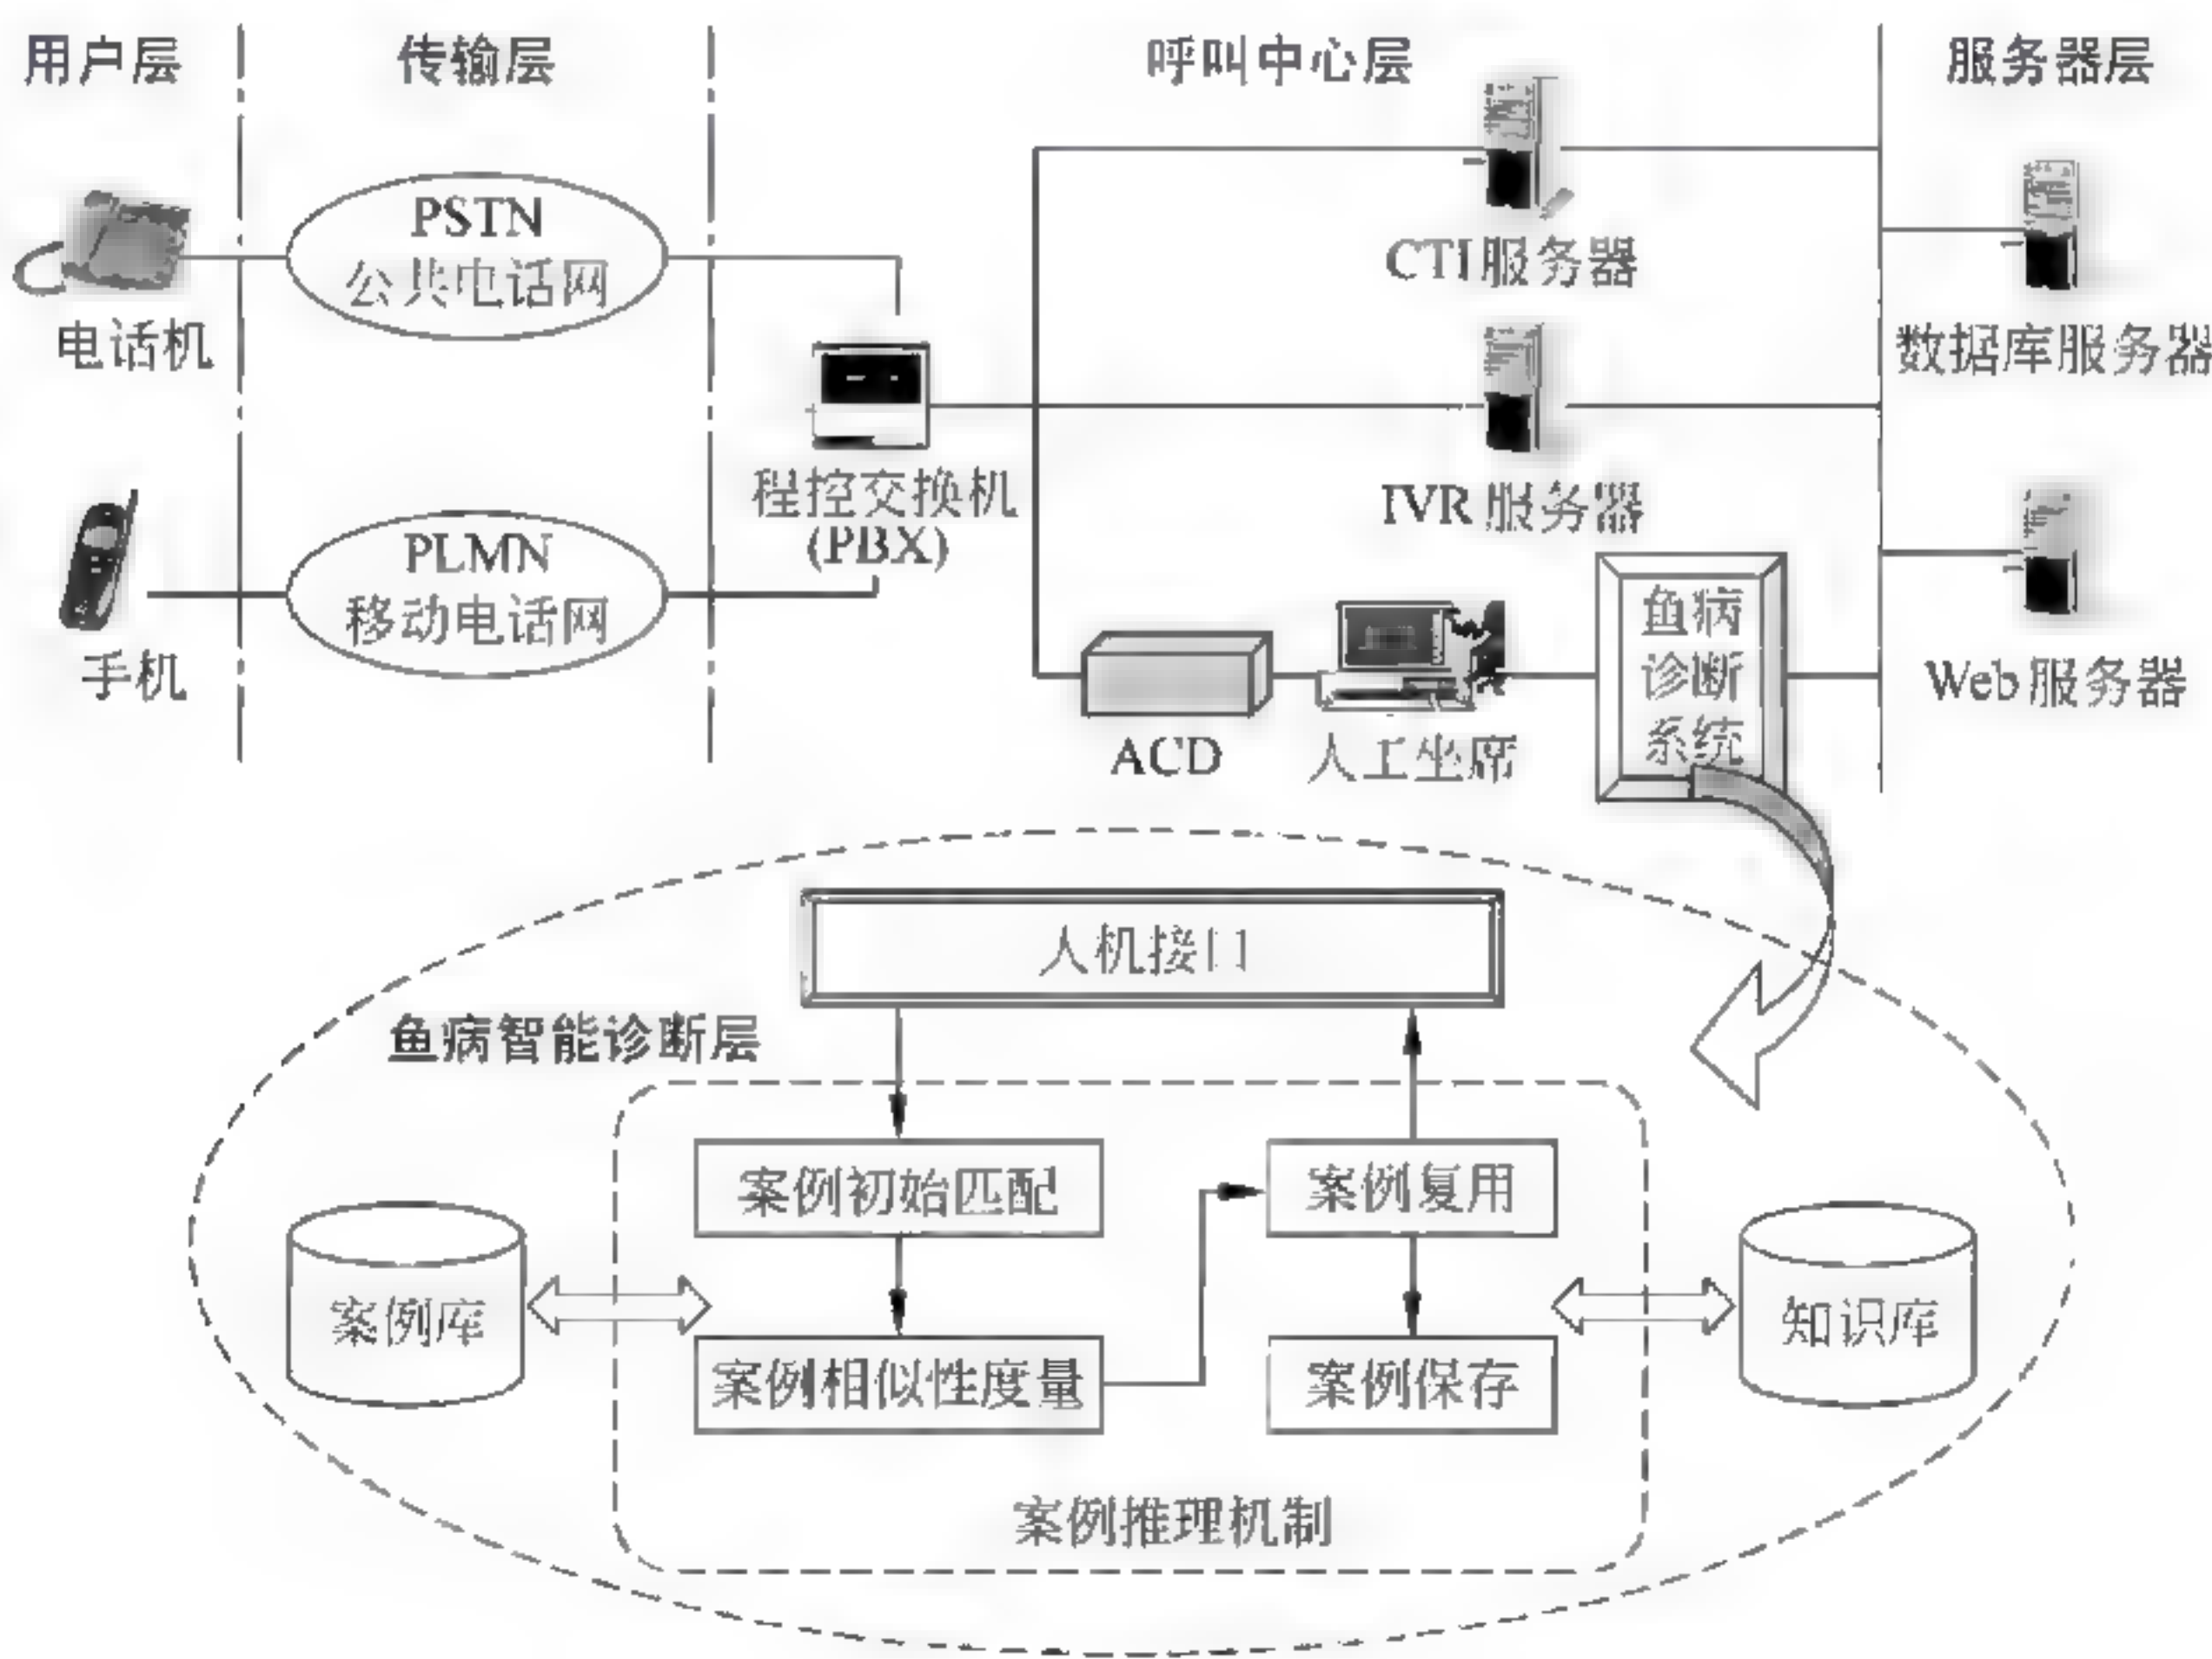 用户层
传输层
呼叫中心层
服务器层
PSTN
公共电话网
电话机
CTI服务器
数据库服务器
程控交换机
(PBX)
IVR 服务器
PLMN
移动电话网
手机
鱼病
诊断
系统
Web服务器
ACD
人工坐席
人机接口
鱼病智能诊断层
案例初始匹配
案例复用
案例库
知识库
案例相似性度量
案例保存
案例推理机制